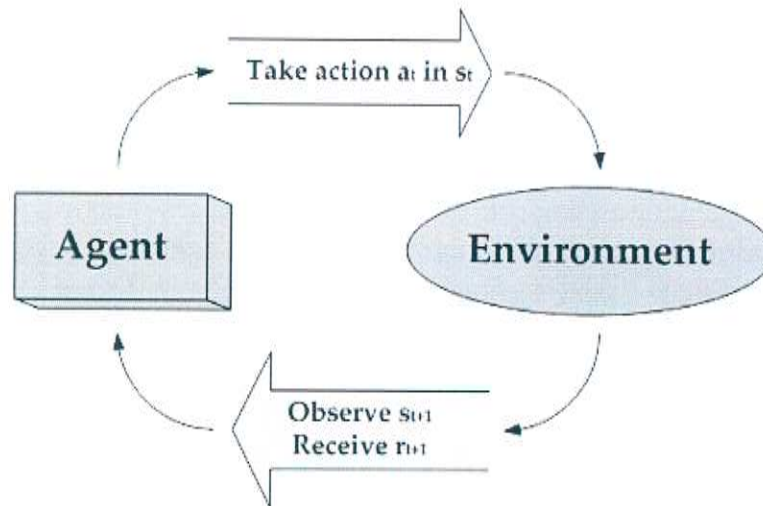 Take action aₜ in sₜ
Agent
Environment
Observe sₜ₊₁
Receive rₜ₊₁